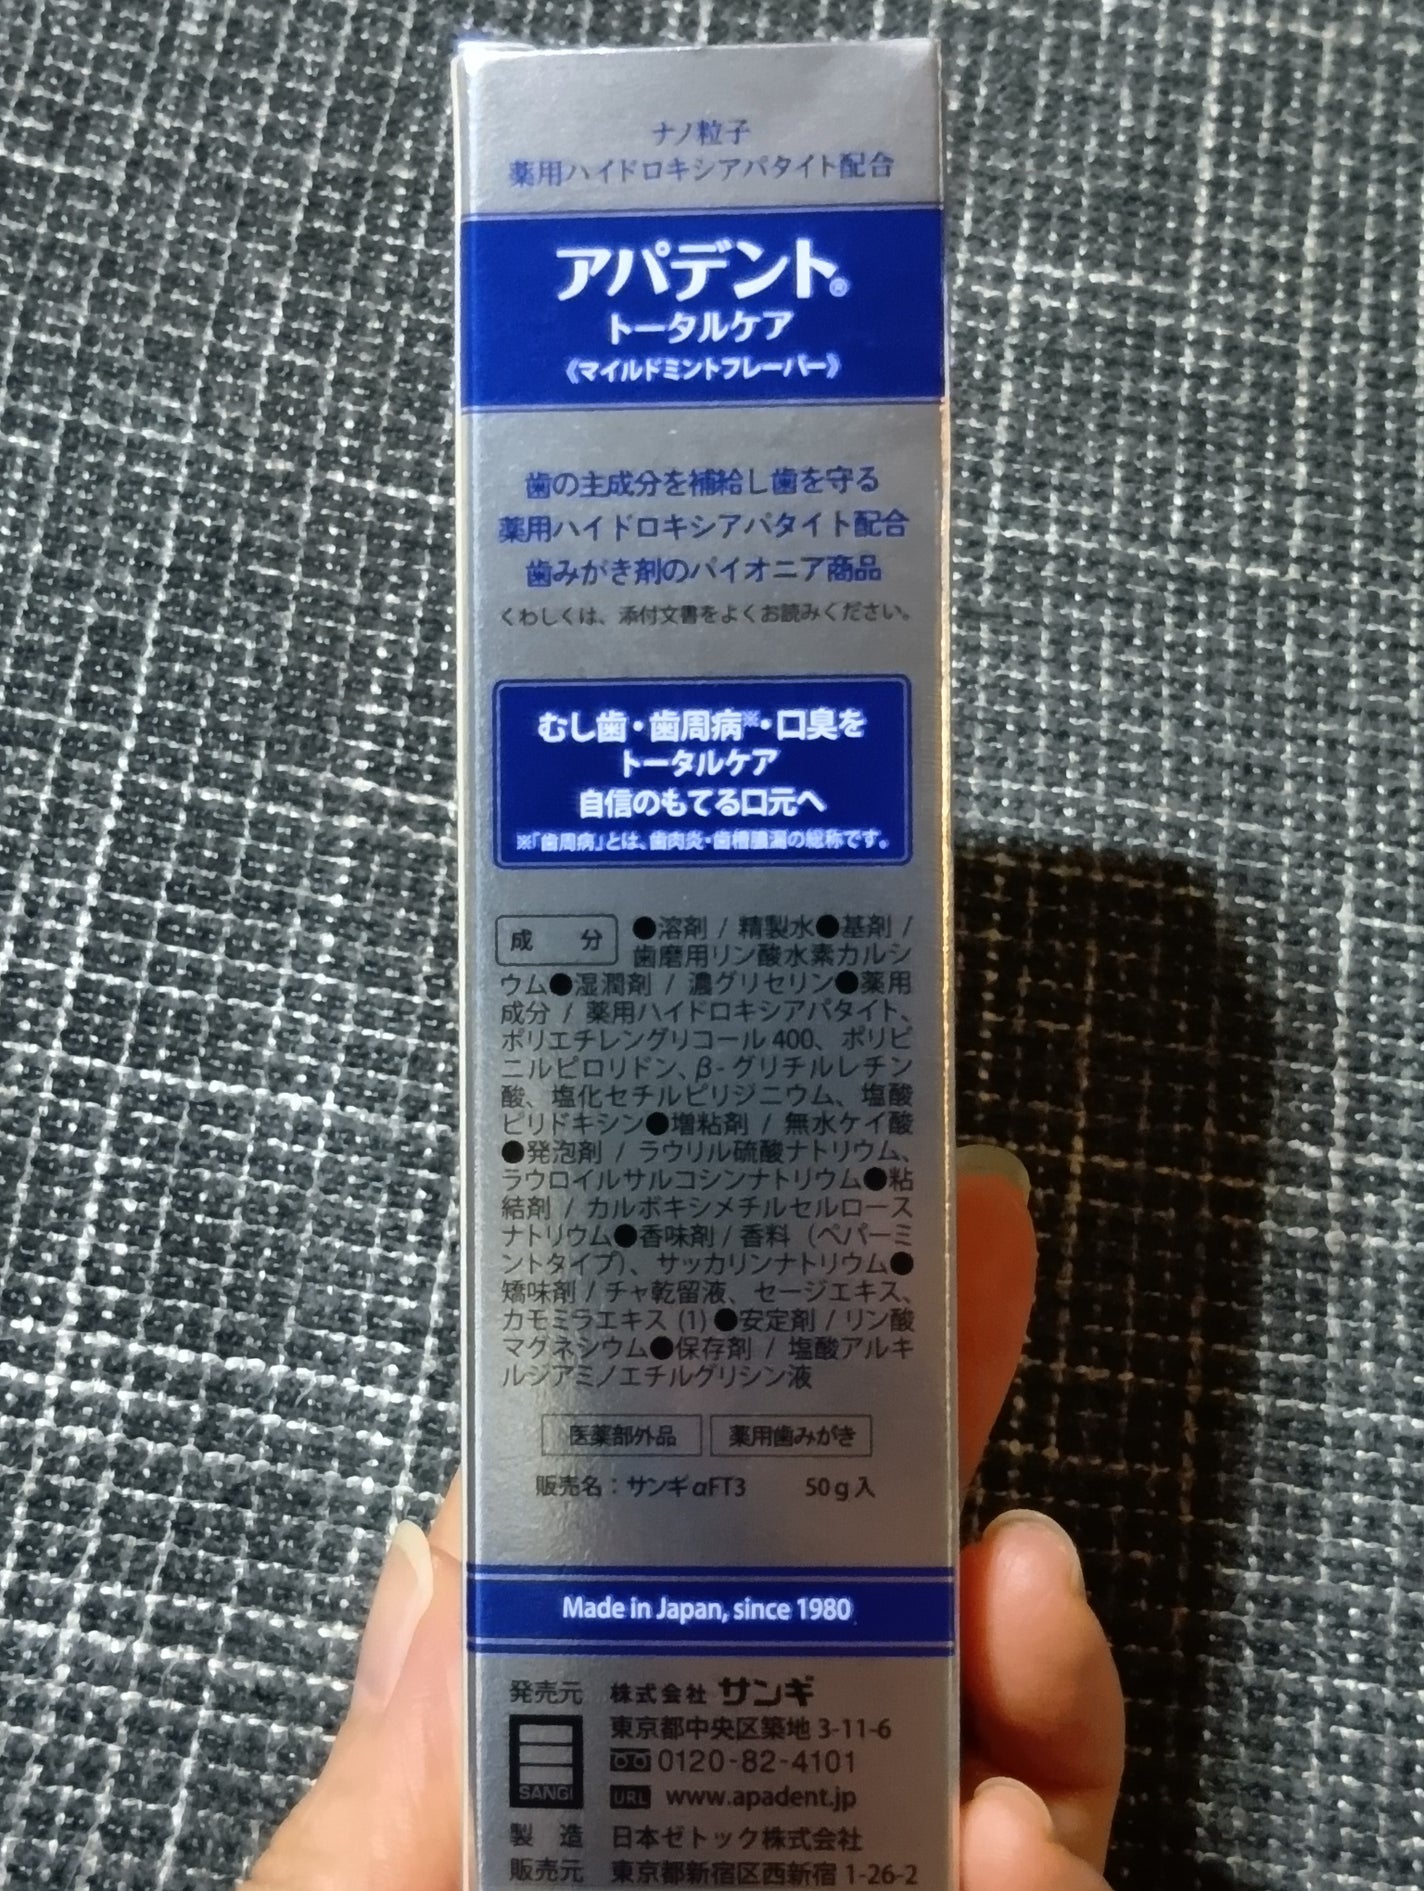 ナノ粒子
薬用ハイドロキシアパタイト配合
アパデント®
トータルケア
《マイルドミントフレーバー》
歯の主成分を補給し歯を守る
薬用ハイドロキシアパタイト配合
歯みがき剤のパイオニア商品
くわしくは、添付文書をよくお読みください。
むし歯・歯周病※・口臭を
トータルケア
自信のもてる口元へ
※「歯周病」とは、歯肉炎・歯槽膿漏の総称です。
成 分 ●溶剤 / 精製水●基剤 /
歯磨用リン酸水素カルシ
ウム●湿潤剤 / 濃グリセリン●薬用
成分 / 薬用ハイドロキシアパタイト、
ポリエチレングリコール400、ポリビ
ニルピロリドン、β-グリチルレチン
酸、塩化セチルピリジニウム、塩酸
ピリドキシン●増粘剤 / 無水ケイ酸
●発泡剤 / ラウリル硫酸ナトリウム、
ラウロイルサルコシンナトリウム●粘
結剤 / カルボキシメチルセルロース
ナトリウム●香味剤 / 香料（ペパーミ
ントタイプ）、サッカリンナトリウム●
矯味剤 / チャ乾留液、セージエキス、
カモミラエキス(1)●安定剤 / リン酸
マグネシウム●保存剤 / 塩酸アルキ
ルジアミノエチルグリシン液
医薬部外品 薬用歯みがき
販売名：サンギαFT3 50g入
Made in Japan, since 1980
発売元 株式会社 サンギ
東京都中央区築地 3-11-6
0120-82-4101
SANGI
URL www.apadent.jp
製 造 日本ゼトック株式会社
販売元 東京都新宿区西新宿 1-26-2